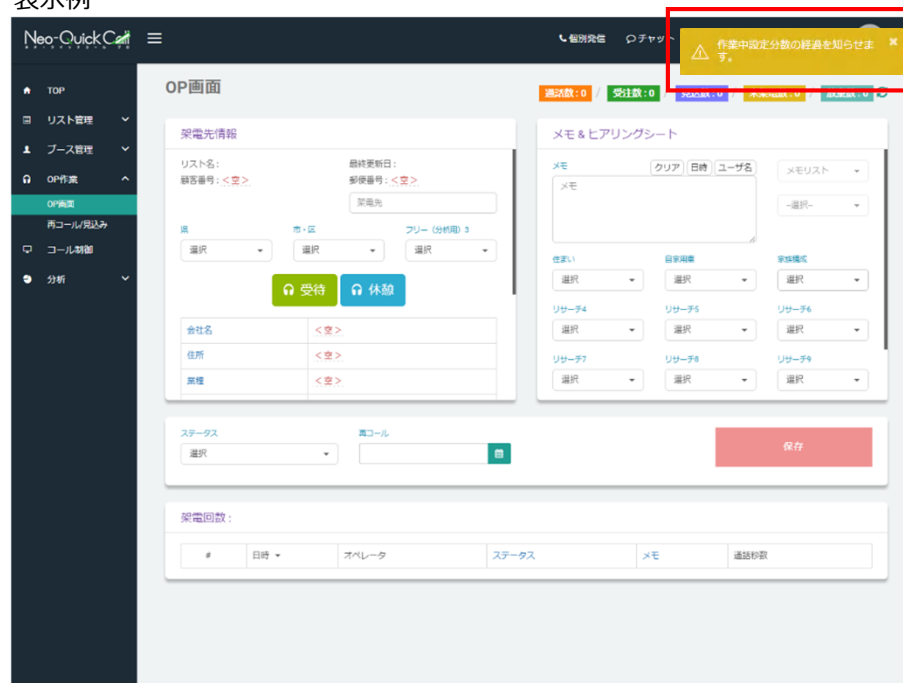 表示例
Neo-QuickCall
個別発信 チャット
作業中設定分数の経過を知らせま
す。
×
TOP
リスト管理
ブース管理
OP作業
OP画面
再コール/見込み
コール制御
分析
OP画面
通話数:0 / 受注数:0 /
架電先情報
リスト名: 最終更新日:
顧客番号:<空> 郵便番号:<空>
架電先
県 市・区 フリー (分析用) 3
選択 選択 選択
受待 休憩
会社名 <空>
住所 <空>
業種 <空>
メモ & ヒアリングシート
メモ クリア 日時 ユーザ名 メモリスト
メモ
-選択-
住まい 自家用車 家族構成
選択 選択 選択
リサーチ4 リサーチ5 リサーチ6
選択 選択 選択
リサーチ7 リサーチ8 リサーチ9
選択 選択 選択
ステータス 再コール
選択
保存
架電回数:
# 日時 オペレータ ステータス メモ 通話秒数